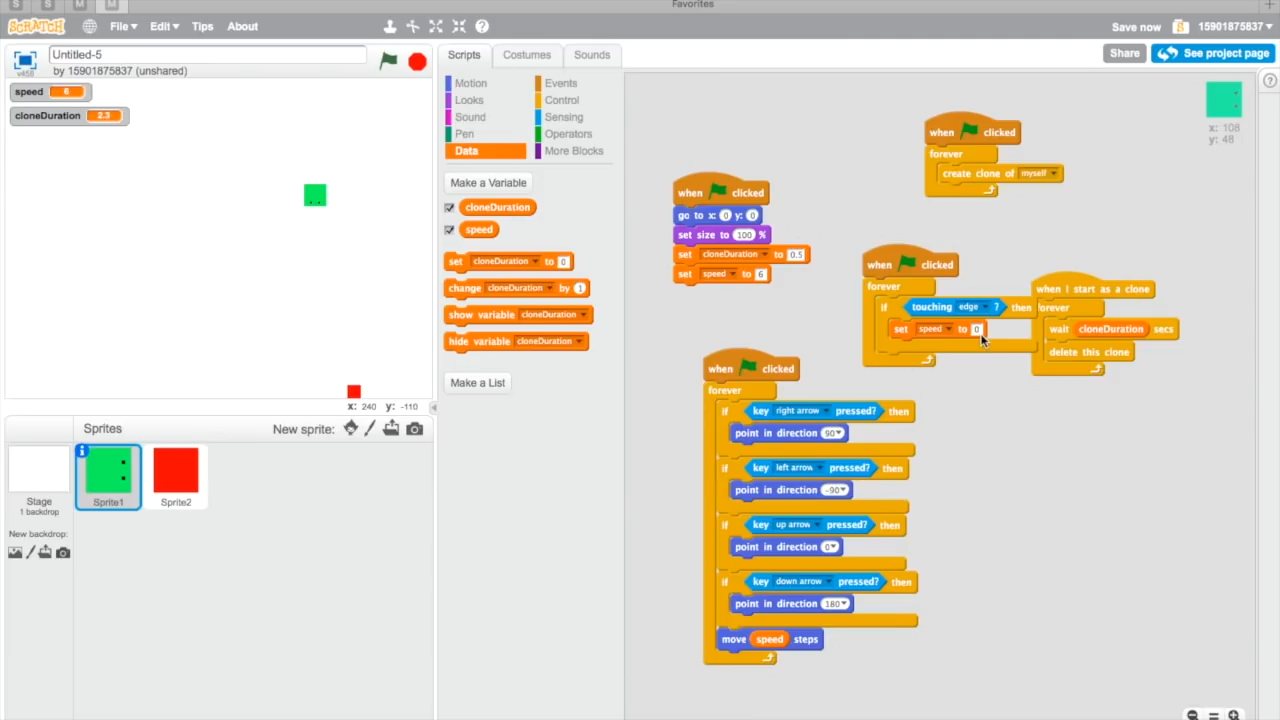 Favorites
S S M M
SCRATCH File Edit Tips About Save now 15901875837
Untitled-5
by 15901875837 (unshared)
v456
Scripts Costumes Sounds
Share See project page
speed 6
cloneDuration 2.3
Motion Events
Looks Control
Sound Sensing
Pen Operators
Data More Blocks
Make a Variable
cloneDuration
speed
set cloneDuration to 0
change cloneDuration by 1
show variable cloneDuration
hide variable cloneDuration
Make a List
x: 108
y: 48
when clicked
forever
create clone of myself
when clicked
go to x: 0 y: 0
set size to 100 %
set cloneDuration to 0.5
set speed to 6
when clicked
forever
if touching edge ? then
set speed to 0
when I start as a clone
forever
wait cloneDuration secs
delete this clone
when clicked
forever
if key right arrow pressed? then
point in direction 90
if key left arrow pressed? then
point in direction -90
if key up arrow pressed? then
point in direction 0
if key down arrow pressed? then
point in direction 180
move speed steps
x: 240 y: -110
Sprites New sprite:
Stage
1 backdrop
New backdrop:
Sprite1
Sprite2